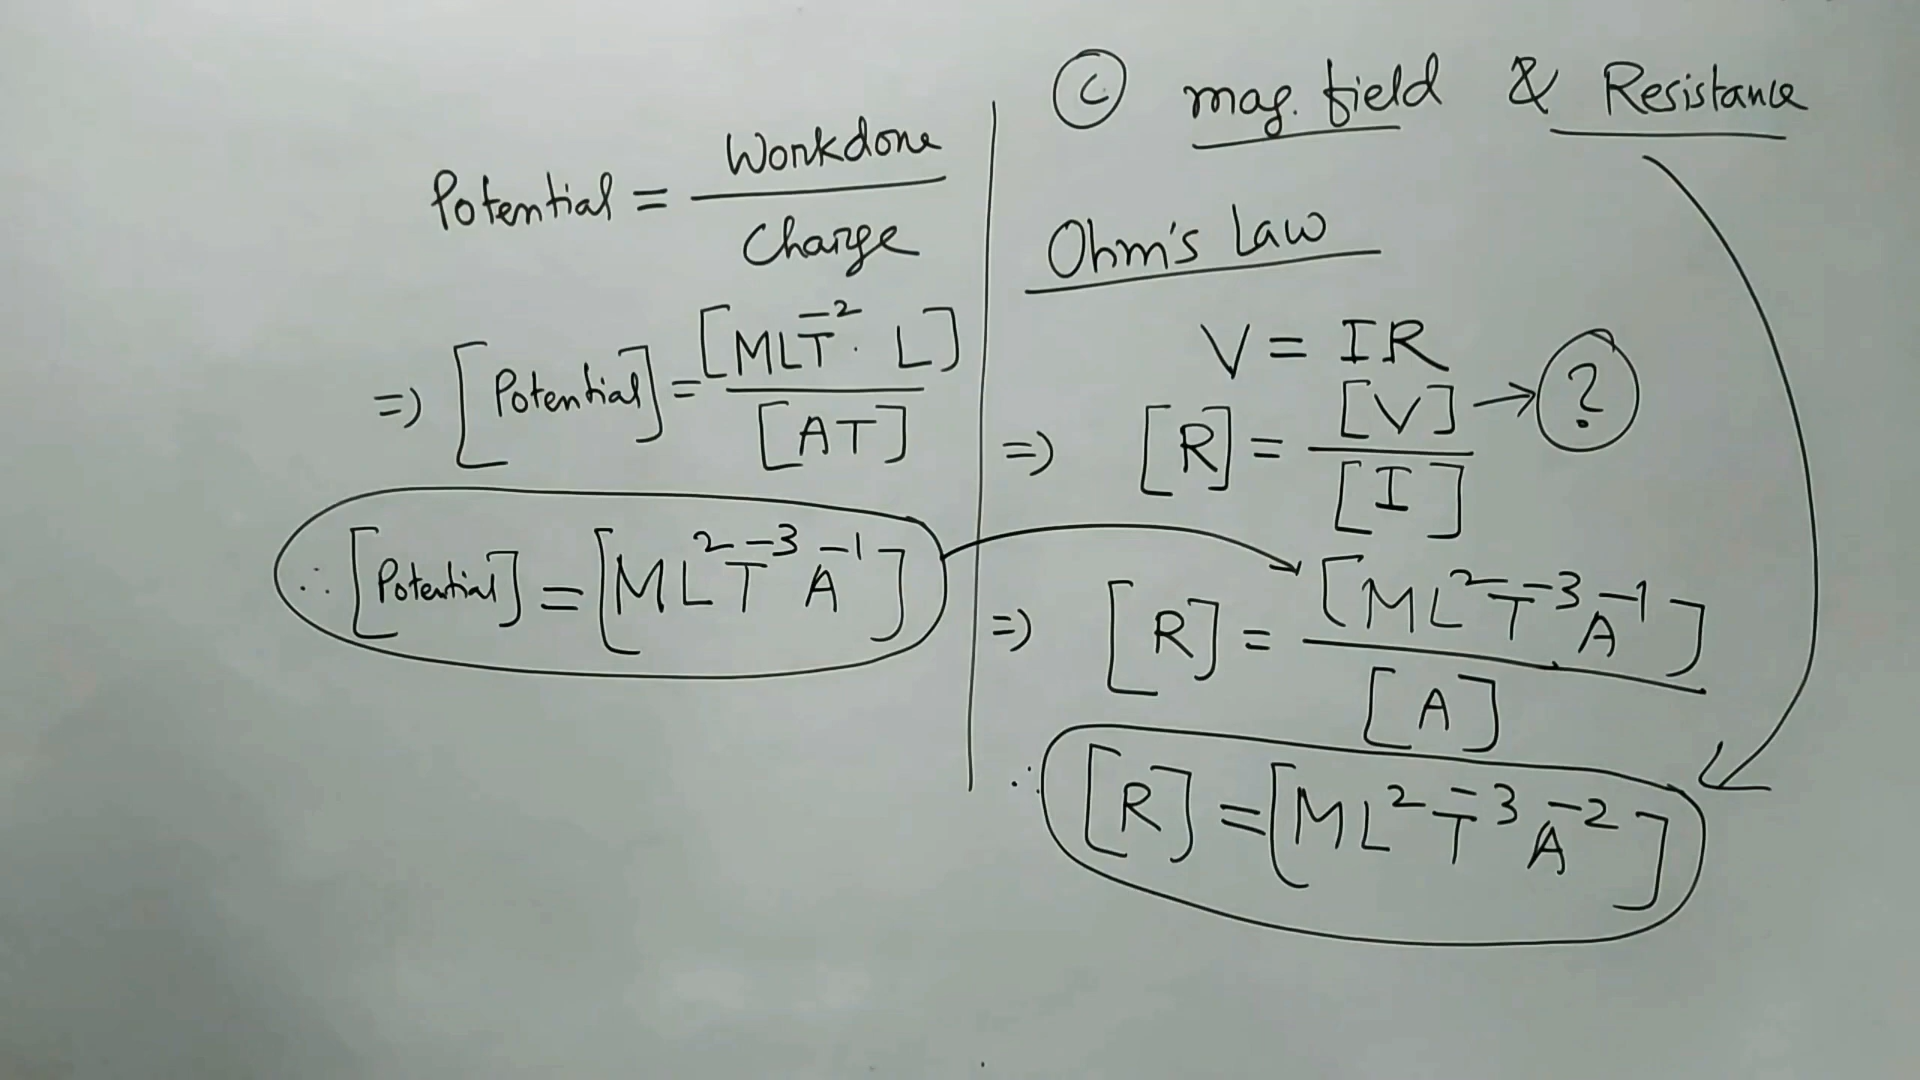 Potential = Workdone / Charge
=> [Potential] = [MLT⁻² · L] / [AT]
∴ [Potential] = [ML²T⁻³A⁻¹]
(c) mag. field & Resistance
Ohm's Law
V = IR
=> [R] = [V] / [I] → ?
=> [R] = [ML²T⁻³A⁻¹] / [A]
∴ [R] = [ML²T⁻³A⁻²]